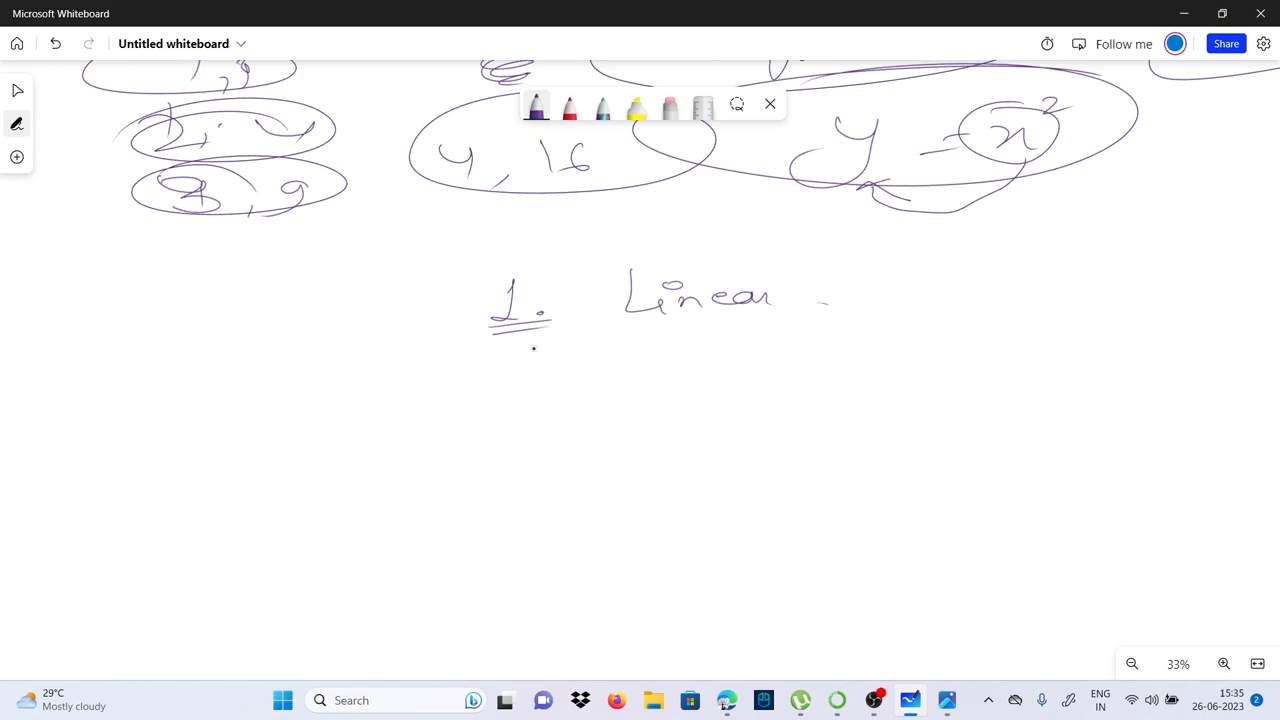 Microsoft Whiteboard
Untitled whiteboard
Follow me
Share
2, 4
4, 16
y = x²
, 9
1. Linear -
33%
29°C
Mostly cloudy
Search
ENG
IN
15:35
26-06-2023
2